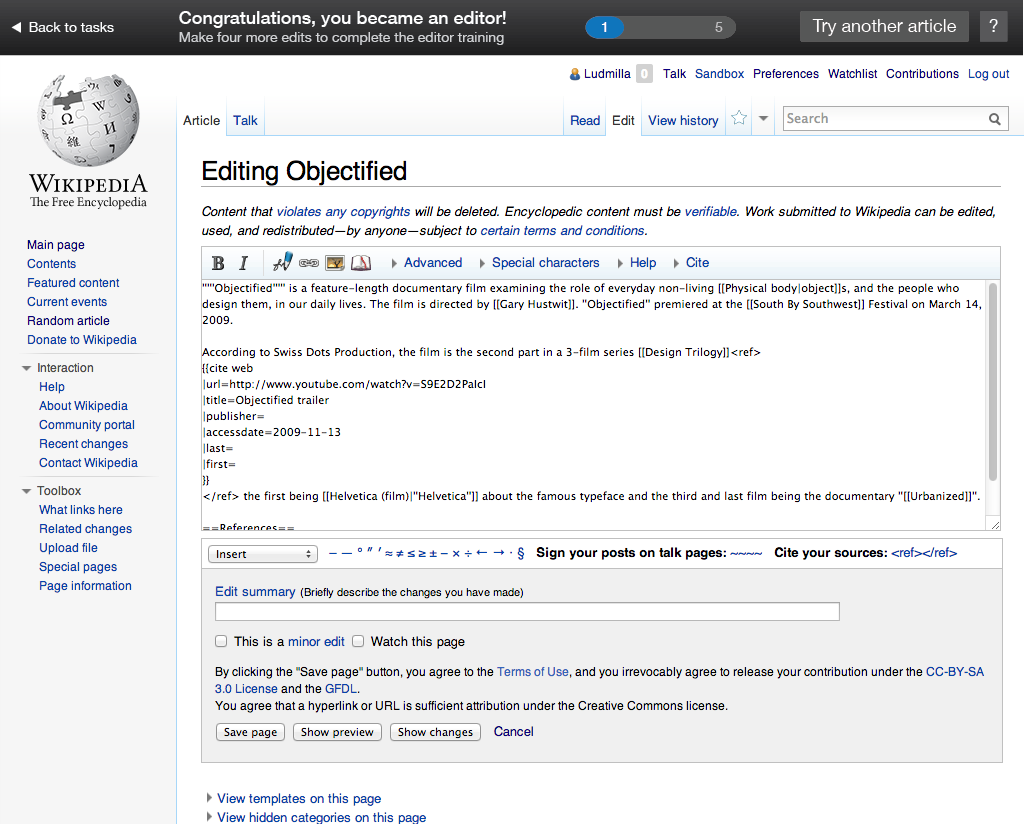 Back to tasks
Congratulations, you became an editor!
Make four more edits to complete the editor training
1 5
Try another article
?
Ludmilla 0 Talk Sandbox Preferences Watchlist Contributions Log out
Article Talk Read Edit View history Search
Ω W И 維 7
WIKIPEDIA
The Free Encyclopedia
Main page
Contents
Featured content
Current events
Random article
Donate to Wikipedia
Interaction
Help
About Wikipedia
Community portal
Recent changes
Contact Wikipedia
Toolbox
What links here
Related changes
Upload file
Special pages
Page information
Editing Objectified
Content that violates any copyrights will be deleted. Encyclopedic content must be verifiable. Work submitted to Wikipedia can be edited,
used, and redistributed—by anyone—subject to certain terms and conditions.
B I Advanced Special characters Help Cite
'''''Objectified''''' is a feature-length documentary film examining the role of everyday non-living [[Physical body|object]]s, and the people who
design them, in our daily lives. The film is directed by [[Gary Hustwit]]. "Objectified" premiered at the [[South By Southwest]] Festival on March 14,
2009.
According to Swiss Dots Production, the film is the second part in a 3-film series [[Design Trilogy]]<ref>
{{cite web
|url=http://www.youtube.com/watch?v=S9E2D2PaIcI
|title=Objectified trailer
|publisher=
|accessdate=2009-11-13
|last=
|first=
}}
</ref> the first being [[Helvetica (film)|"Helvetica"]] about the famous typeface and the third and last film being the documentary "[[Urbanized]]".
==References==
Insert – — ° ″ ′ ≈ ≠ ≤ ≥ ± − × ÷ ← → · § Sign your posts on talk pages: ~~~~ Cite your sources: <ref></ref>
Edit summary (Briefly describe the changes you have made)
This is a minor edit Watch this page
By clicking the "Save page" button, you agree to the Terms of Use, and you irrevocably agree to release your contribution under the CC-BY-SA
3.0 License and the GFDL.
You agree that a hyperlink or URL is sufficient attribution under the Creative Commons license.
Save page Show preview Show changes Cancel
View templates on this page
View hidden categories on this page